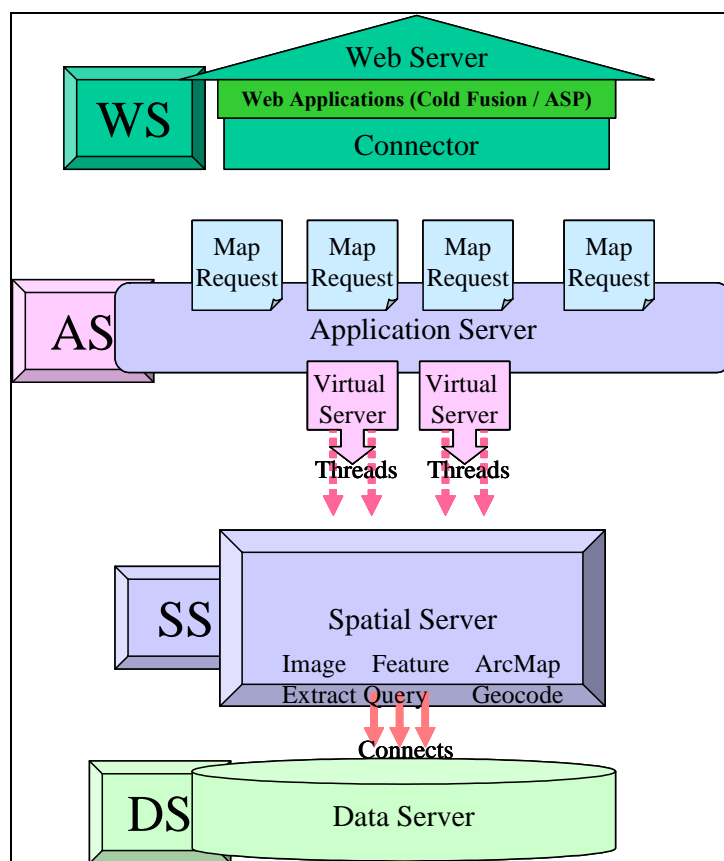 Web Server
WS
Web Applications (Cold Fusion / ASP)
Connector
Map Request
Map Request
Map Request
Map Request
AS
Application Server
Virtual Server
Virtual Server
Threads
Threads
SS
Spatial Server
Image Feature ArcMap
Extract Query Geocode
Connects
DS
Data Server